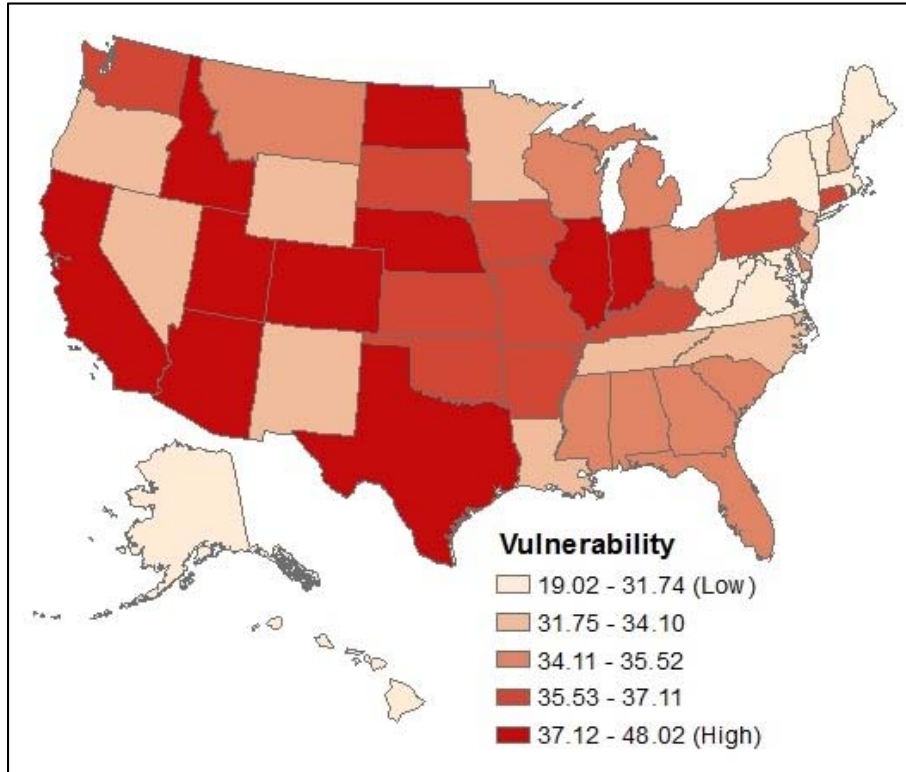 Vulnerability
19.02 - 31.74 (Low)
31.75 - 34.10
34.11 - 35.52
35.53 - 37.11
37.12 - 48.02 (High)